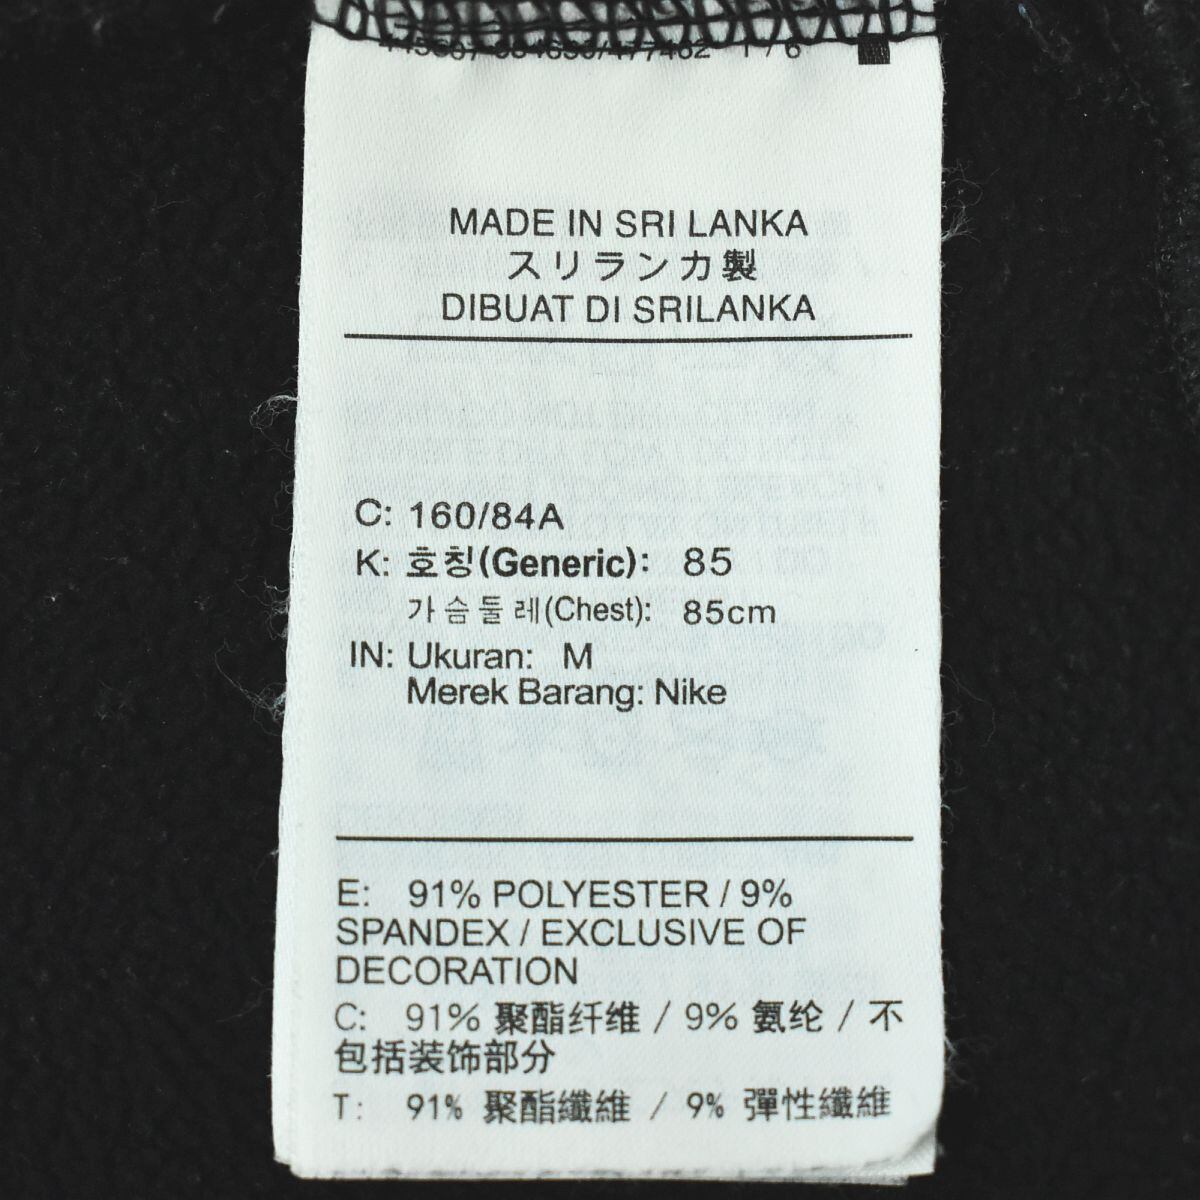 1 / 6
MADE IN SRI LANKA
スリランカ製
DIBUAT DI SRILANKA
C: 160/84A
K: 호칭(Generic): 85
가슴둘레(Chest): 85cm
IN: Ukuran: M
Merek Barang: Nike
E: 91% POLYESTER / 9%
SPANDEX / EXCLUSIVE OF
DECORATION
C: 91% 聚酯纤维 / 9% 氨纶 / 不
包括装饰部分
T: 91% 聚酯纖維 / 9% 彈性纖維